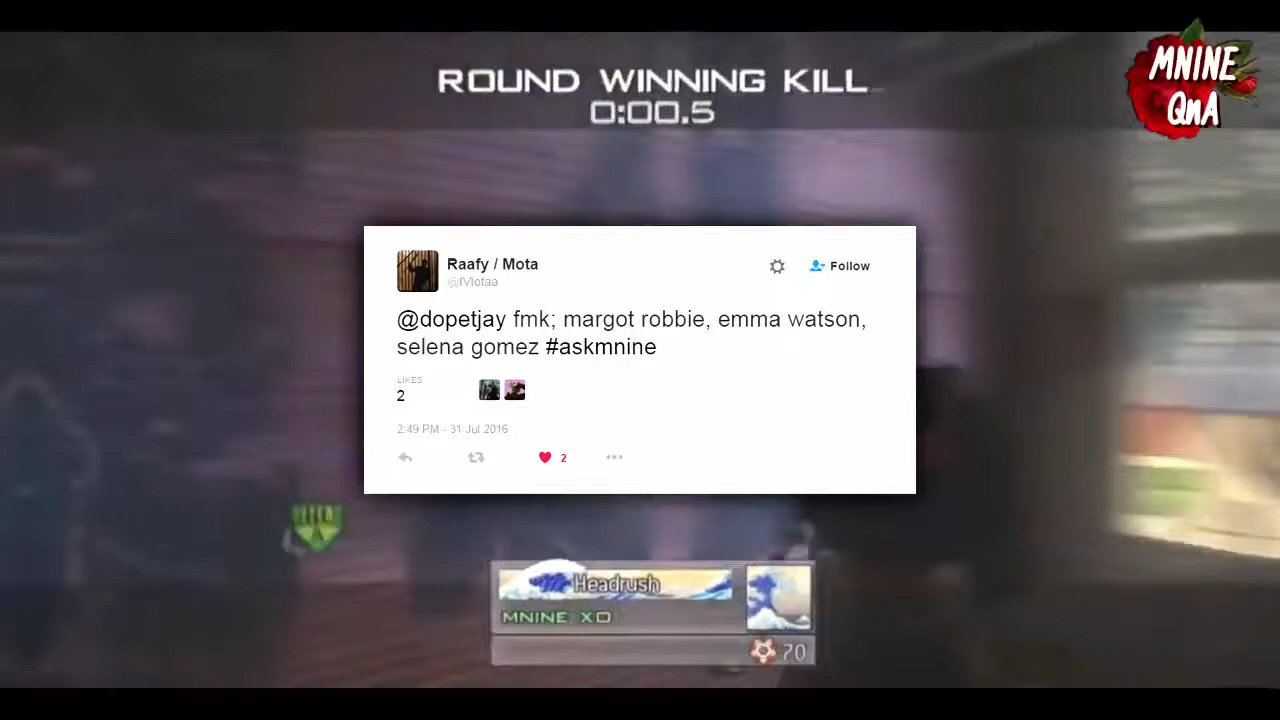 ROUND WINNING KILL
0:00.5
MNINE
QnA
Raafy / Mota
Follow
@dopetjay fmk; margot robbie, emma watson,
selena gomez #askmnine
LIKES
2
2:49 PM - 31 Jul 2016
2
Headrush
MNINE XO
70